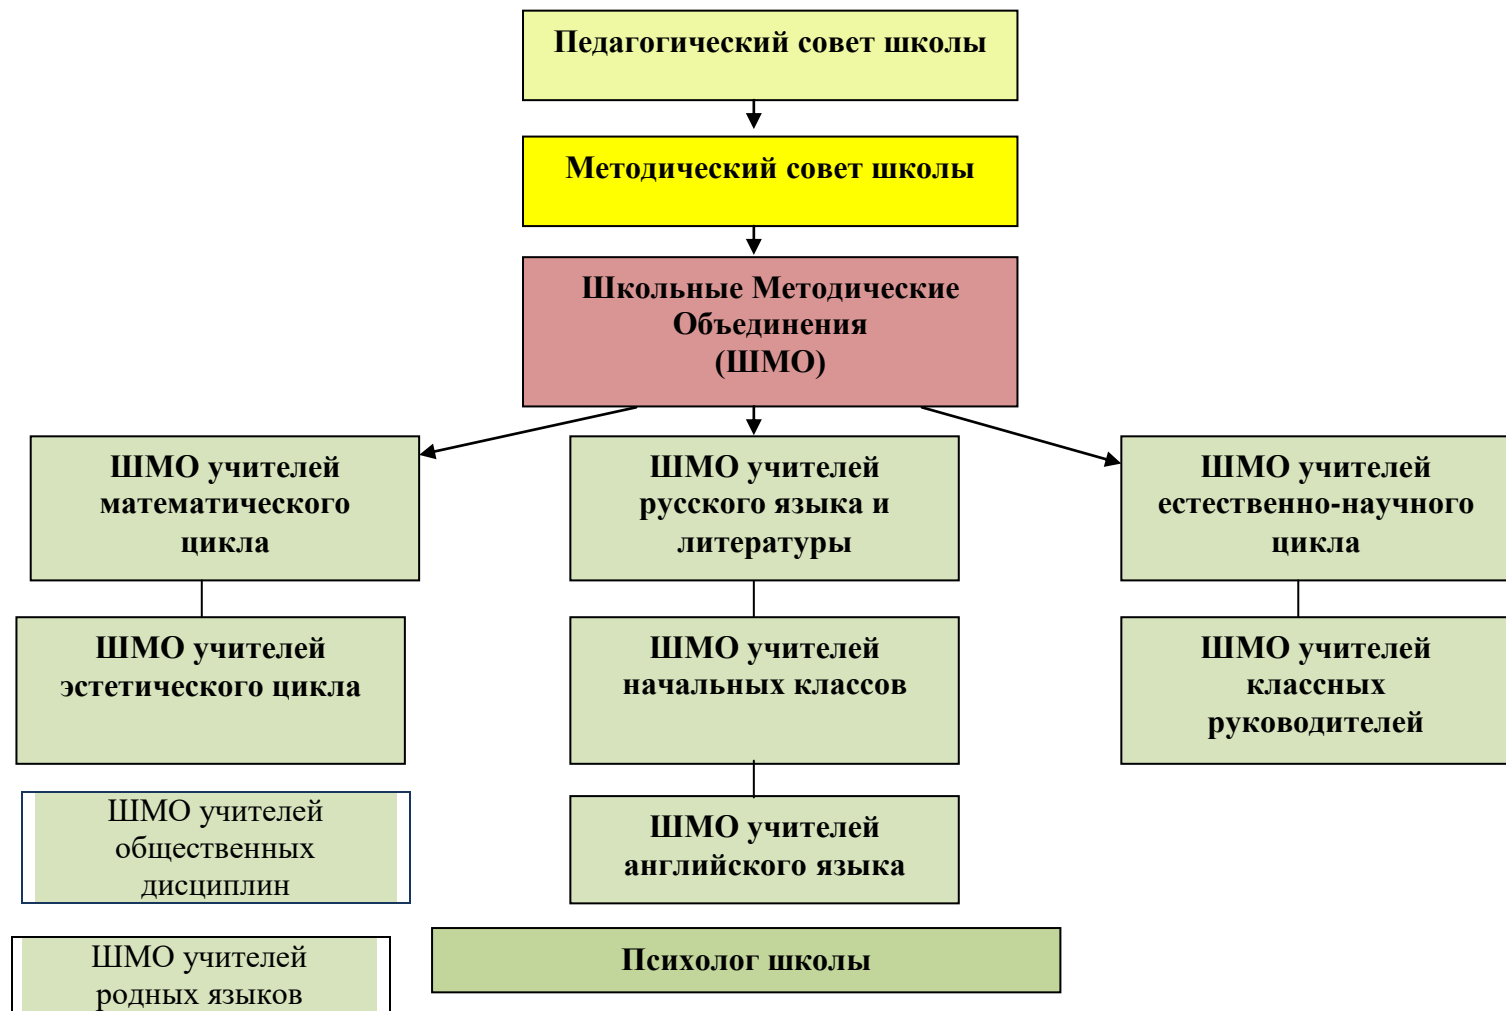 Педагогический совет школы
Методический совет школы
Школьные Методические
Объединения
(ШМО)
ШМО учителей
математического
цикла
ШМО учителей
русского языка и
литературы
ШМО учителей
естественно-научного
цикла
ШМО учителей
эстетического цикла
ШМО учителей
начальных классов
ШМО учителей
классных
руководителей
ШМО учителей
общественных
дисциплин
ШМО учителей
английского языка
ШМО учителей
родных языков
Психолог школы